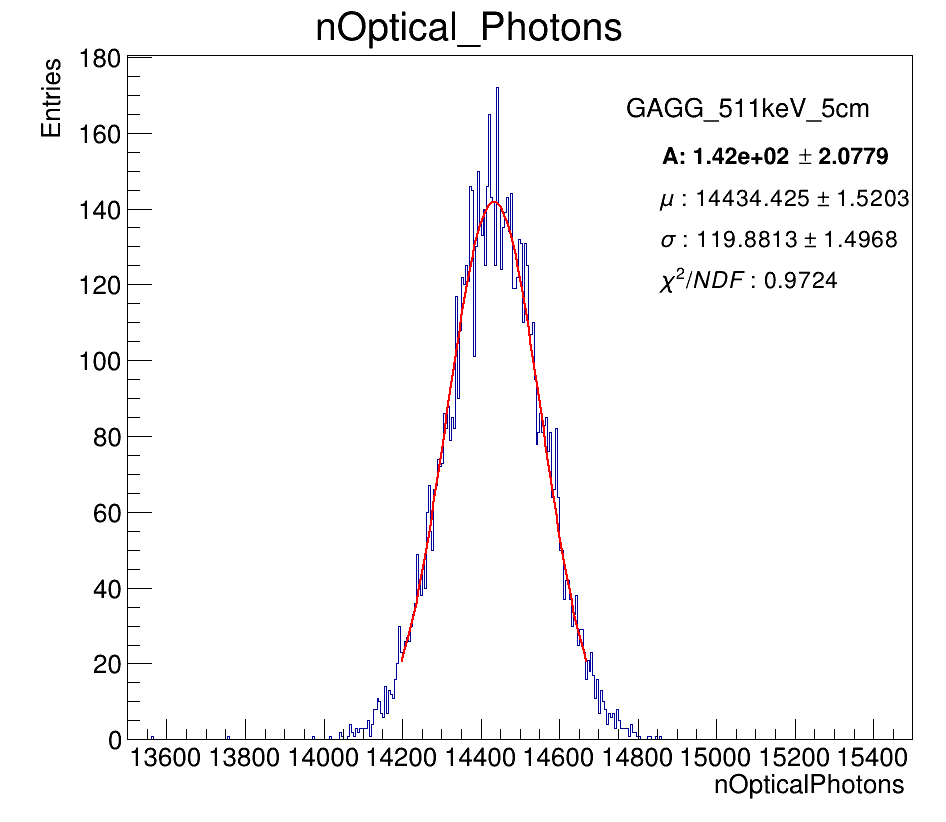 nOptical_Photons
Entries
180
160
140
120
100
80
60
40
20
0
GAGG_511keV_5cm
A: 1.42e+02 ± 2.0779
μ : 14434.425 ± 1.5203
σ : 119.8813 ± 1.4968
χ²/NDF : 0.9724
13600 13800 14000 14200 14400 14600 14800 15000 15200 15400
nOpticalPhotons